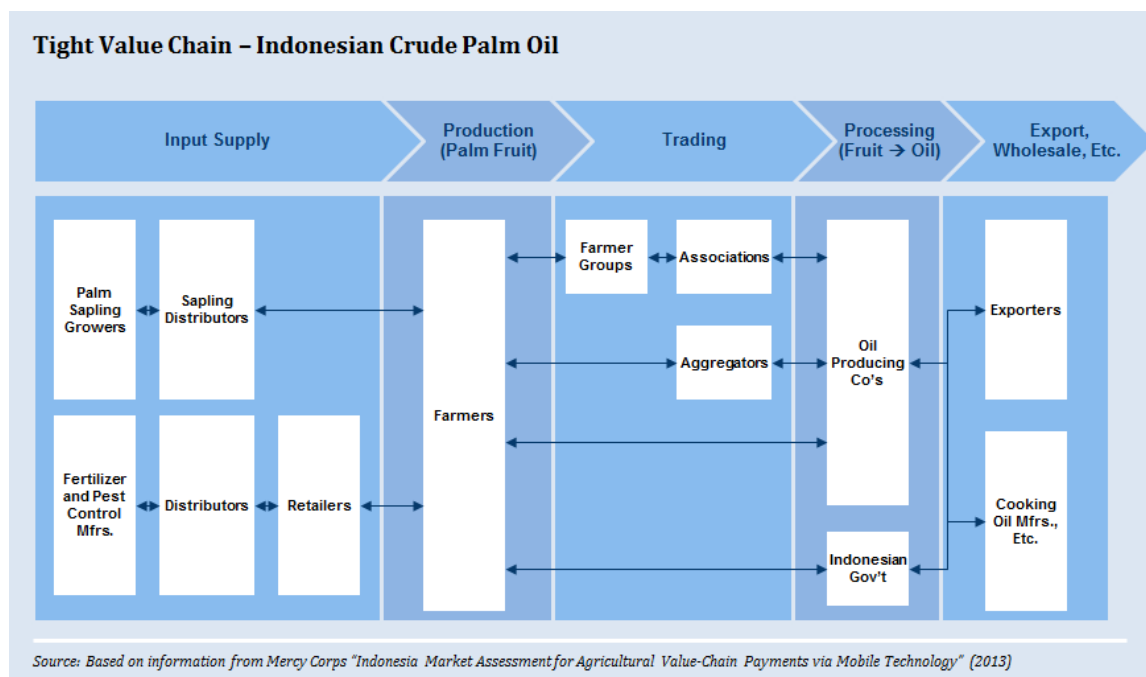 Tight Value Chain – Indonesian Crude Palm Oil
Input Supply
Production
(Palm Fruit)
Trading
Processing
(Fruit → Oil)
Export,
Wholesale, Etc.
Palm
Sapling
Growers
Sapling
Distributors
Fertilizer
and Pest
Control
Mfrs.
Distributors
Retailers
Farmers
Farmer
Groups
Associations
Aggregators
Oil
Producing
Co's
Indonesian
Gov't
Exporters
Cooking
Oil Mfrs.,
Etc.
Source: Based on information from Mercy Corps "Indonesia Market Assessment for Agricultural Value-Chain Payments via Mobile Technology" (2013)